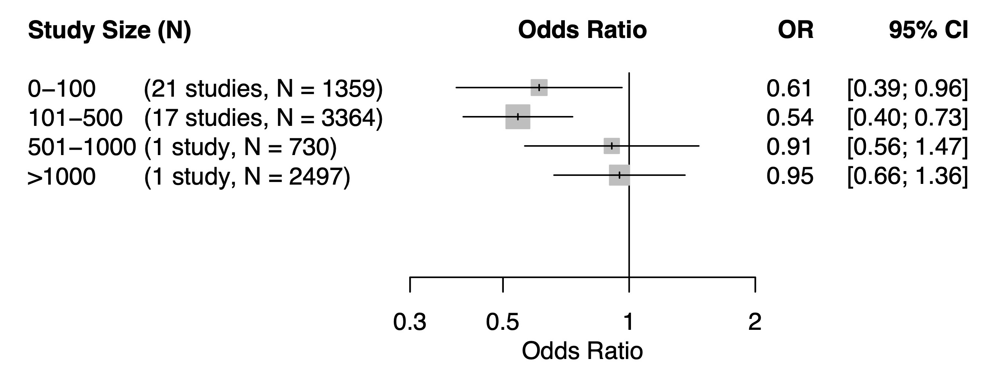 Study Size (N) Odds Ratio OR 95% CI
0–100 (21 studies, N = 1359) 0.61 [0.39; 0.96]
101–500 (17 studies, N = 3364) 0.54 [0.40; 0.73]
501–1000 (1 study, N = 730) 0.91 [0.56; 1.47]
>1000 (1 study, N = 2497) 0.95 [0.66; 1.36]
0.3 0.5 1 2
Odds Ratio